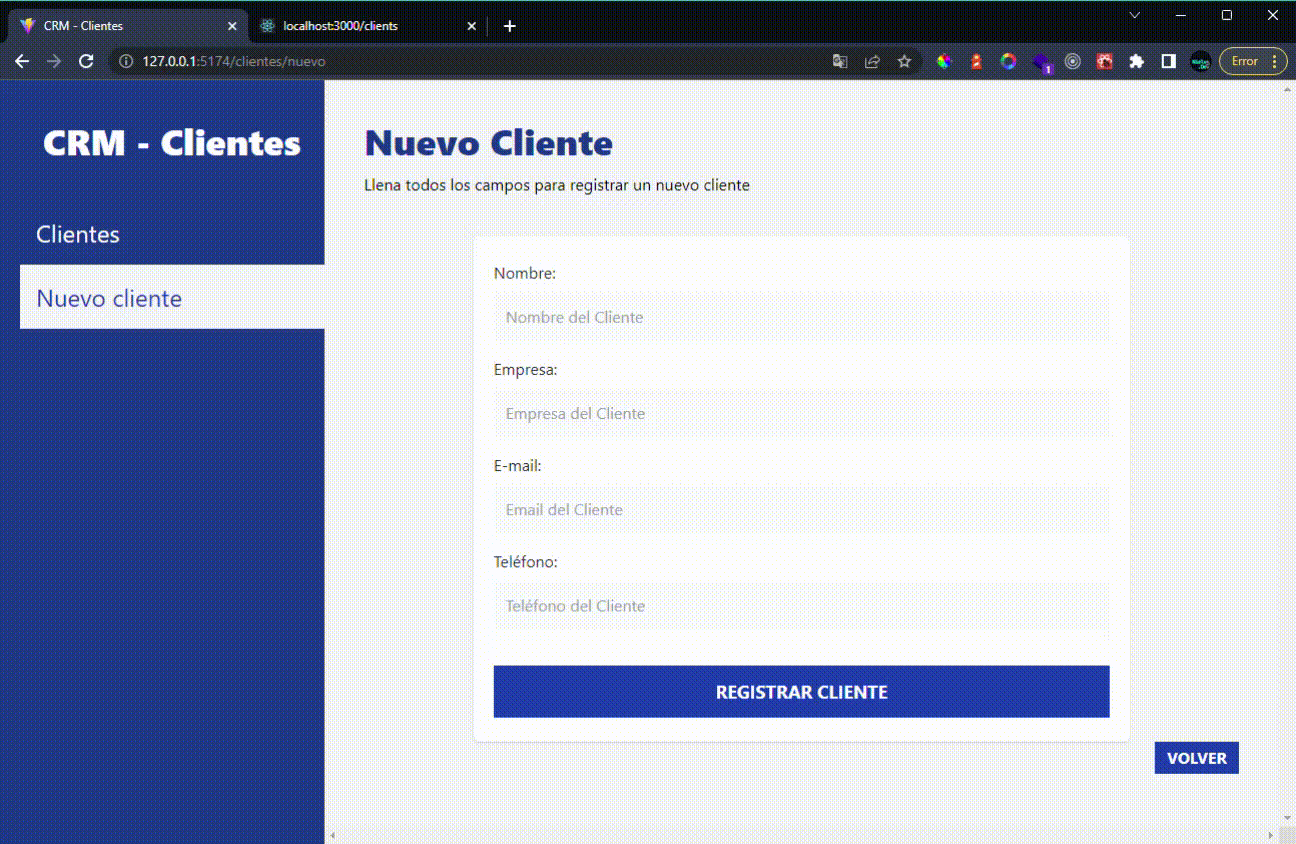 CRM - Clientes
localhost:3000/clients
127.0.0.1:5174/clientes/nuevo
1
Error
CRM - Clientes
Clientes
Nuevo cliente
Nuevo Cliente
Llena todos los campos para registrar un nuevo cliente
Nombre:
Nombre del Cliente
Empresa:
Empresa del Cliente
E-mail:
Email del Cliente
Teléfono:
Teléfono del Cliente
REGISTRAR CLIENTE
VOLVER